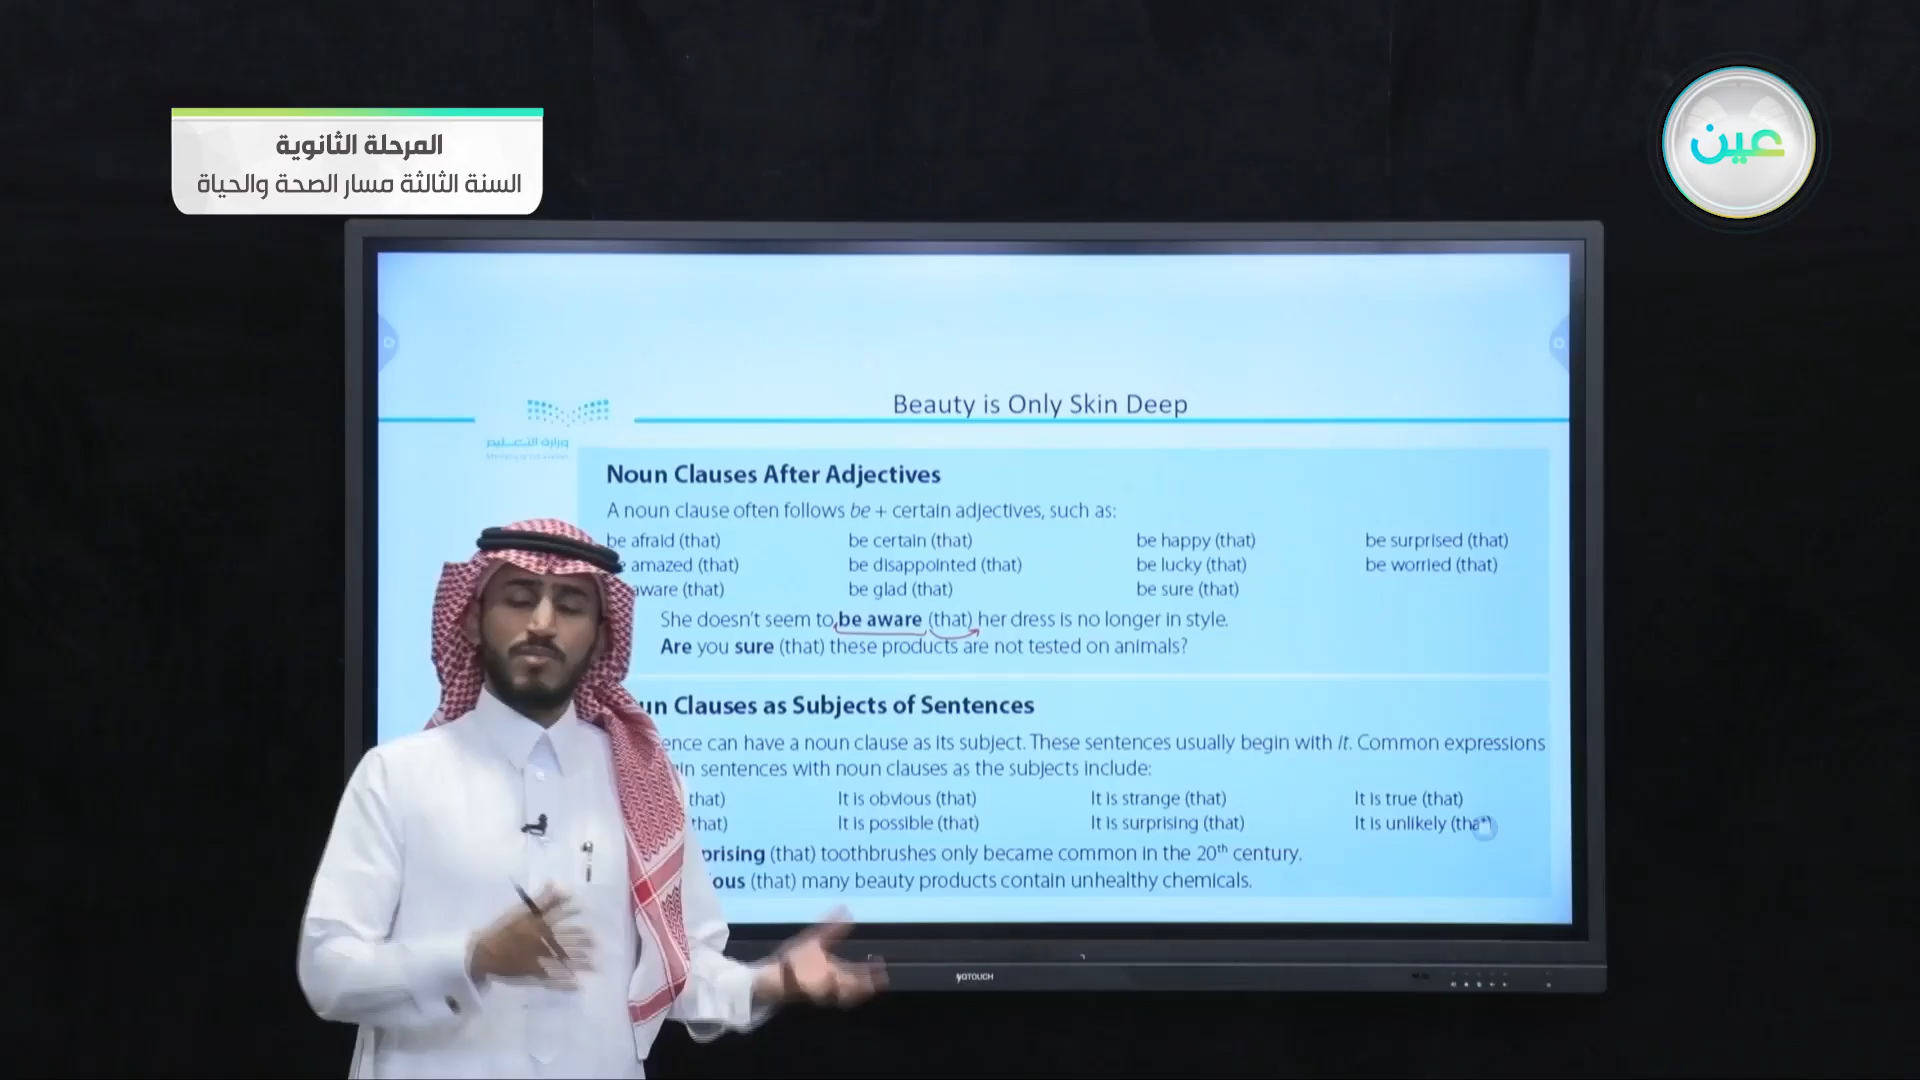 المرحلة الثانوية
السنة الثالثة مسار الصحة والحياة
عين
Beauty is Only Skin Deep
وزارة التعليم
Noun Clauses After Adjectives
A noun clause often follows be + certain adjectives, such as:
be afraid (that) be certain (that) be happy (that) be surprised (that)
amazed (that) be disappointed (that) be lucky (that) be worried (that)
aware (that) be glad (that) be sure (that)
She doesn't seem to be aware (that) her dress is no longer in style.
Are you sure (that) these products are not tested on animals?
un Clauses as Subjects of Sentences
ence can have a noun clause as its subject. These sentences usually begin with it. Common expressions
in sentences with noun clauses as the subjects include:
that) It is obvious (that) It is strange (that) It is true (that)
that) It is possible (that) It is surprising (that) It is unlikely (that)
prising (that) toothbrushes only became common in the 20th century.
ous (that) many beauty products contain unhealthy chemicals.
YQTOUCH